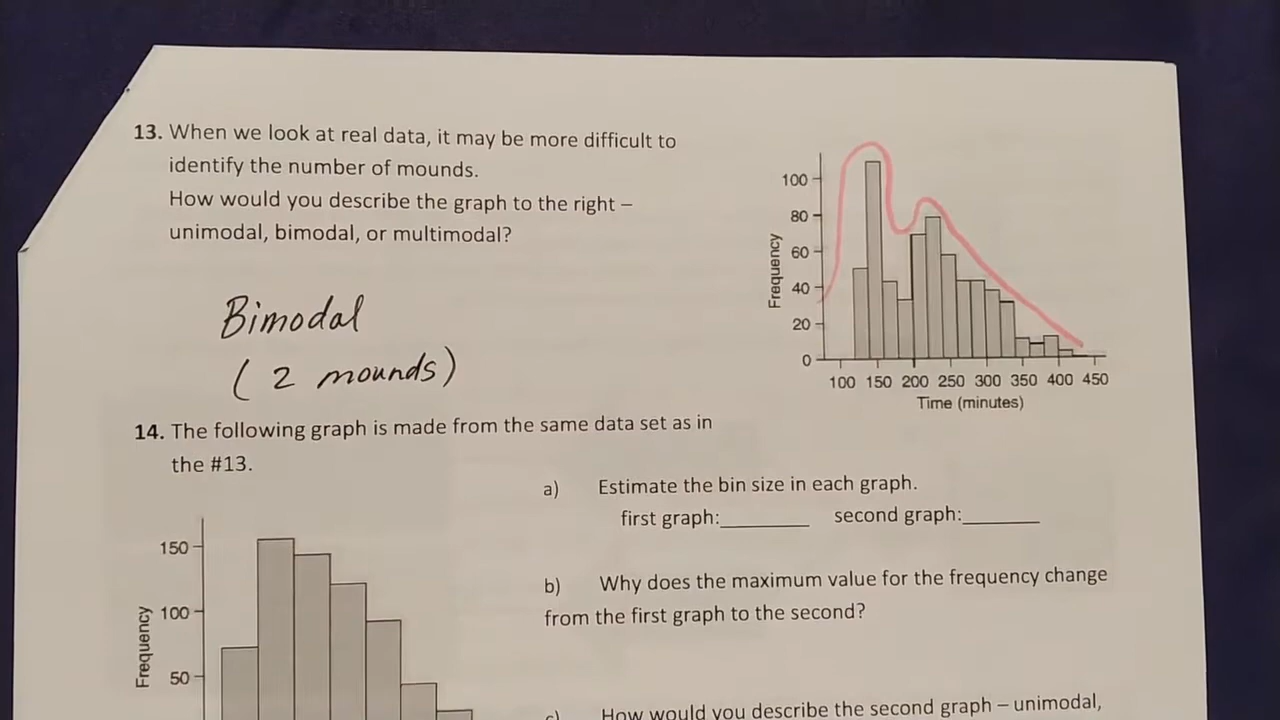 13. When we look at real data, it may be more difficult to
identify the number of mounds.
How would you describe the graph to the right –
unimodal, bimodal, or multimodal?
Bimodal
( 2 mounds)
100
80
60
40
20
0
Frequency
100 150 200 250 300 350 400 450
Time (minutes)
14. The following graph is made from the same data set as in
the #13.
150
100
50
Frequency
a) Estimate the bin size in each graph.
first graph:________ second graph:_______
b) Why does the maximum value for the frequency change
from the first graph to the second?
c) How would you describe the second graph – unimodal,